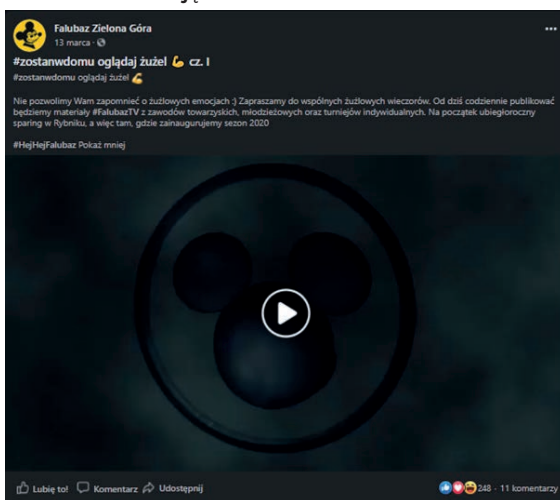 Falubaz Zielona Góra
13 marca ·
#zostanwdomu oglądaj żużel 💪 cz. I
#zostanwdomu oglądaj żużel 💪
Nie pozwolimy Wam zapomnieć o żużlowych emocjach :) Zapraszamy do wspólnych żużlowych wieczorów. Od dziś codziennie publikować
będziemy materiały #FalubazTV z zawodów towarzyskich, młodzieżowych oraz turniejów indywidualnych. Na początek ubiegłoroczny
sparing w Rybniku, a więc tam, gdzie zainaugurujemy sezon 2020
#HejHejFalubaz Pokaż mniej
Lubię to! Komentarz Udostępnij 248 · 11 komentarzy